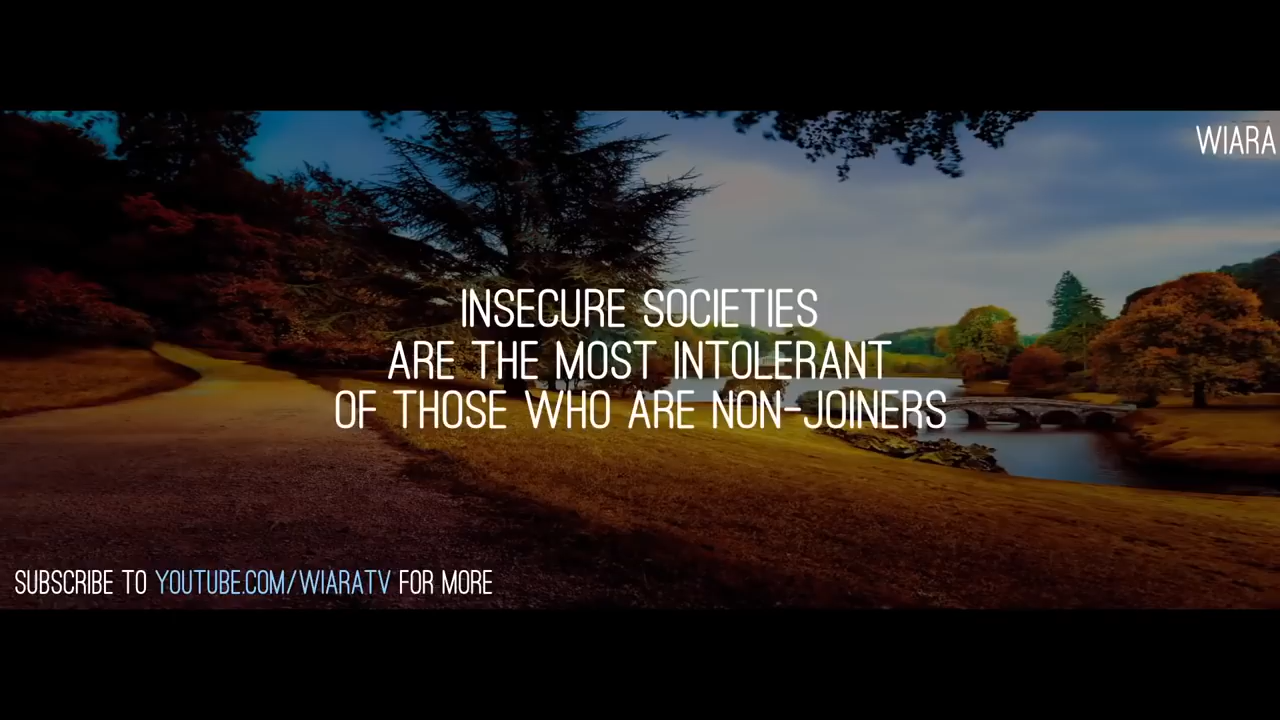 WIARA
INSECURE SOCIETIES
ARE THE MOST INTOLERANT
OF THOSE WHO ARE NON-JOINERS
SUBSCRIBE TO YOUTUBE.COM/WIARATV FOR MORE